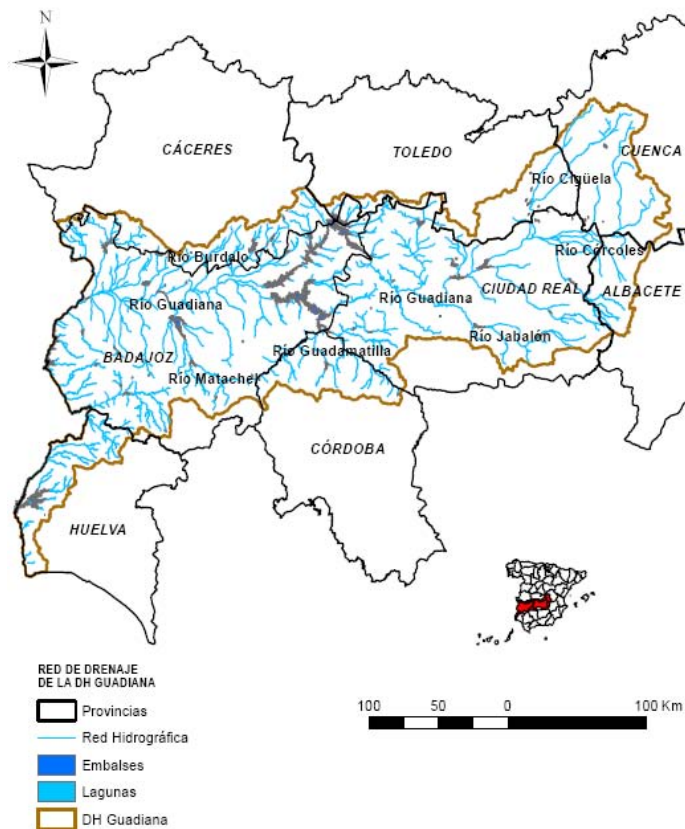 N
CÁCERES
TOLEDO
CUENCA
Río Cigüela
Río Burdalo
Río Córcoles
Río Guadiana
Río Guadiana
CIUDAD REAL
ALBACETE
BADAJOZ
Río Guadamatilla
Río Jabalón
Río Matachel
CÓRDOBA
HUELVA
RED DE DRENAJE
DE LA DH GUADIANA
Provincias
Red Hidrográfica
Embalses
Lagunas
DH Guadiana
100 50 0 100 Km